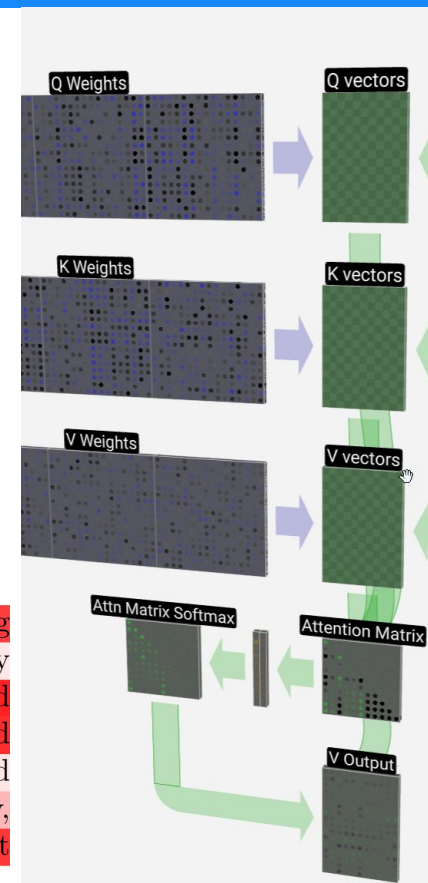 Q Weights
Q vectors
K Weights
K vectors
V Weights
V vectors
Attn Matrix Softmax
Attention Matrix
V Output
g
y
d
d
d
y,
t